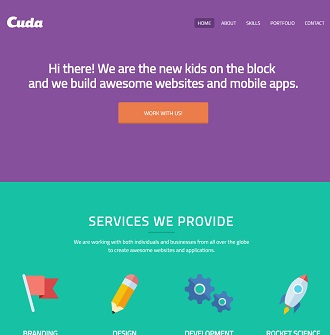 Cuda
HOME ABOUT SKILLS PORTFOLIO CONTACT
Hi there! We are the new kids on the block
and we build awesome websites and mobile apps.
WORK WITH US!
SERVICES WE PROVIDE
We are working with both individuals and businesses from all over the globe
to create awesome websites and applications.
BRANDING DESIGN DEVELOPMENT ROCKET SCIENCE